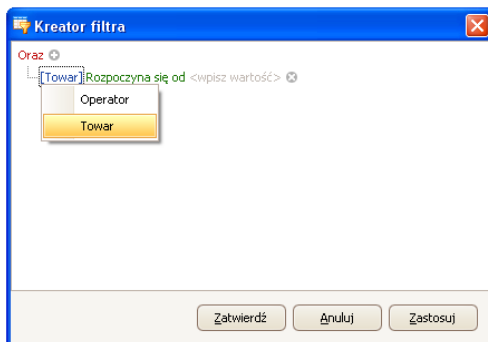 Kreator filtra
Oraz
[Towar] Rozpoczyna się od <wpisz wartość>
Operator
Towar
Zatwierdź Anuluj Zastosuj